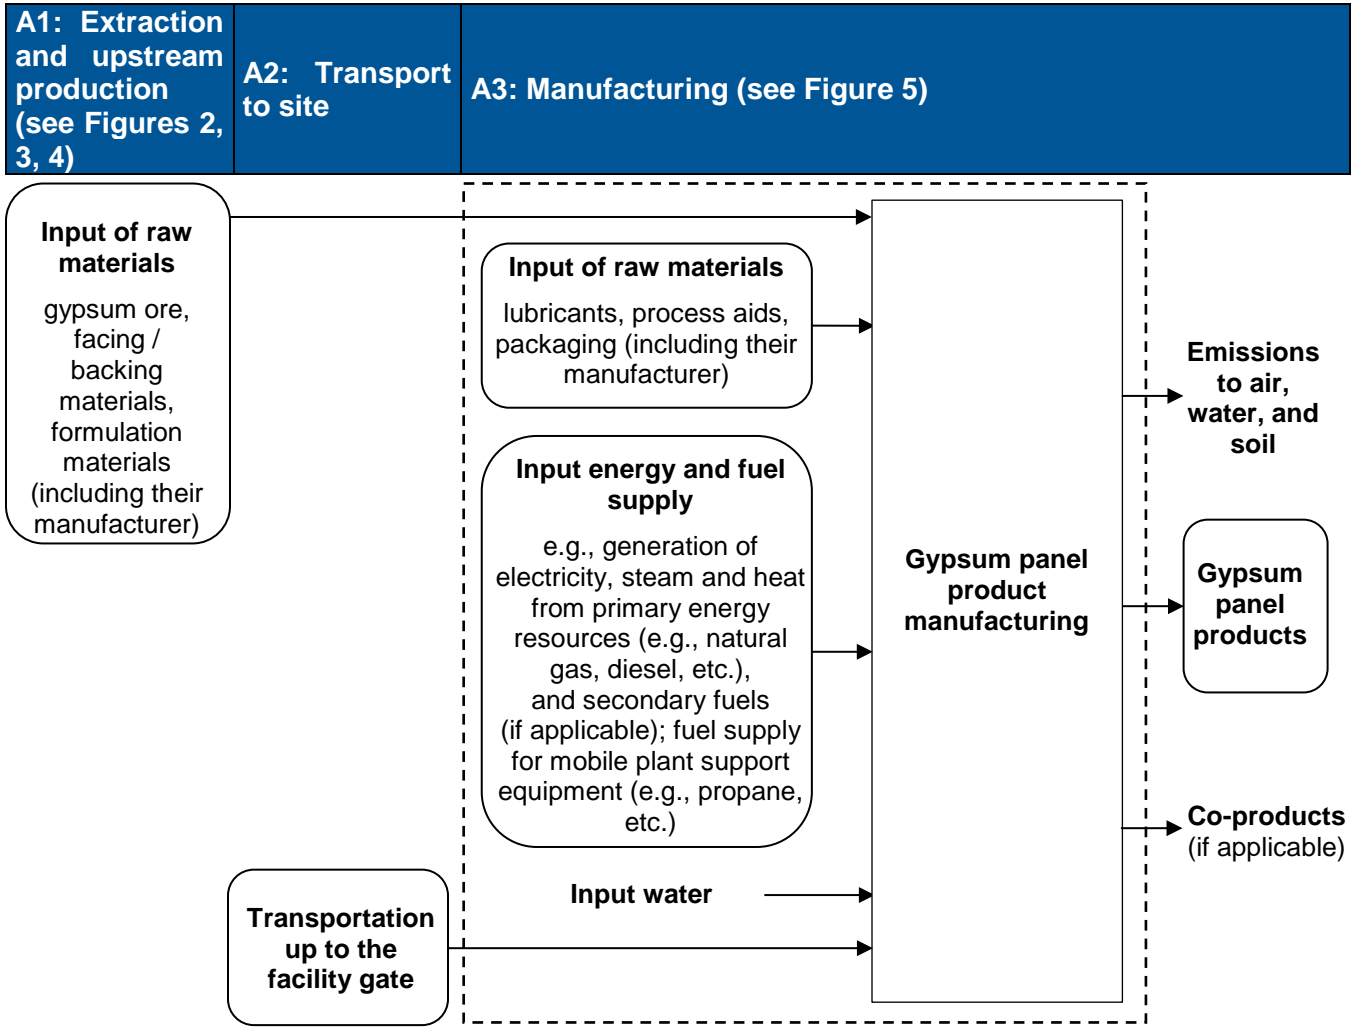 A1: Extraction
and upstream
production
(see Figures 2,
3, 4)
A2: Transport
to site
A3: Manufacturing (see Figure 5)
Input of raw
materials
gypsum ore,
facing /
backing
materials,
formulation
materials
(including their
manufacturer)
Input of raw materials
lubricants, process aids,
packaging (including their
manufacturer)
Input energy and fuel
supply
e.g., generation of
electricity, steam and heat
from primary energy
resources (e.g., natural
gas, diesel, etc.),
and secondary fuels
(if applicable); fuel supply
for mobile plant support
equipment (e.g., propane,
etc.)
Input water
Transportation
up to the
facility gate
Gypsum panel
product
manufacturing
Emissions
to air,
water, and
soil
Gypsum
panel
products
Co-products
(if applicable)